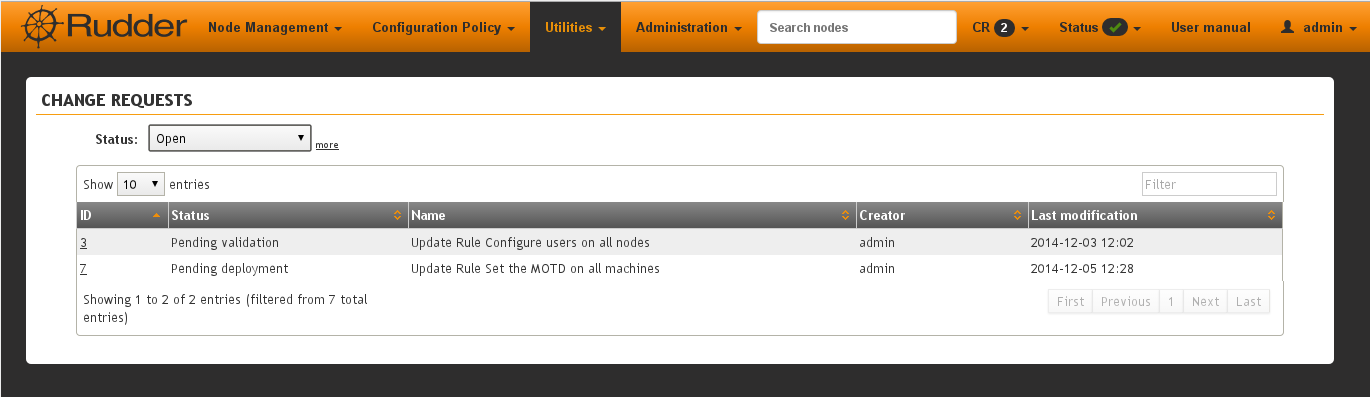 Rudder Node Management Configuration Policy Utilities Administration Search nodes CR 2 Status User manual admin
CHANGE REQUESTS
Status: Open more
Show 10 entries Filter
ID Status Name Creator Last modification
3 Pending validation Update Rule Configure users on all nodes admin 2014-12-03 12:02
7 Pending deployment Update Rule Set the MOTD on all machines admin 2014-12-05 12:28
Showing 1 to 2 of 2 entries (filtered from 7 total
entries)
First Previous 1 Next Last